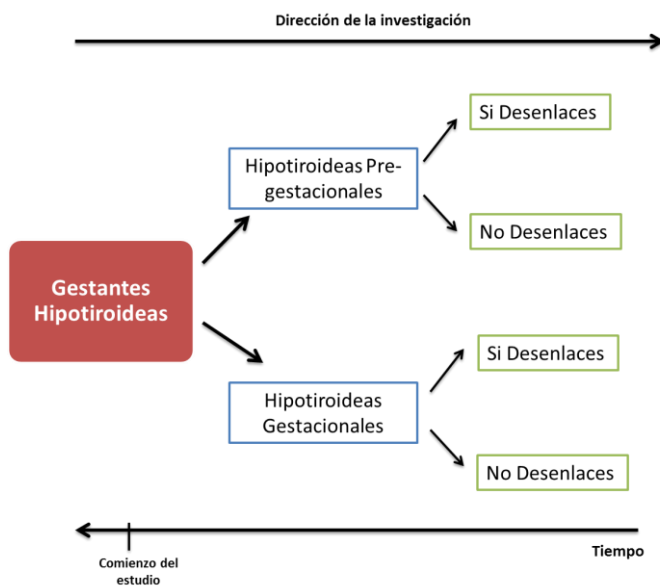 Dirección de la investigación
Si Desenlaces
Hipotiroideas Pre-
gestacionales
No Desenlaces
Gestantes
Hipotiroideas
Si Desenlaces
Hipotiroideas
Gestacionales
No Desenlaces
Tiempo
Comienzo del
estudio